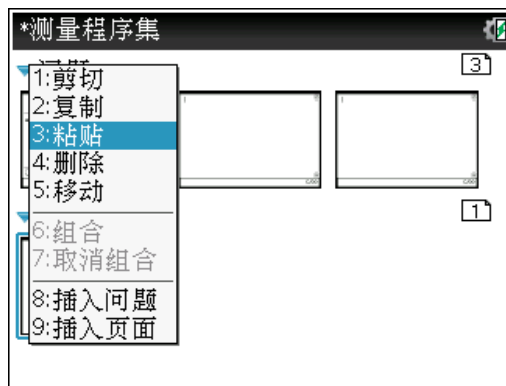 *测量程序集
3
1:剪切
2:复制
3:粘贴
4:删除
5:移动
1
6:组合
7:取消组合
8:插入问题
9:插入页面